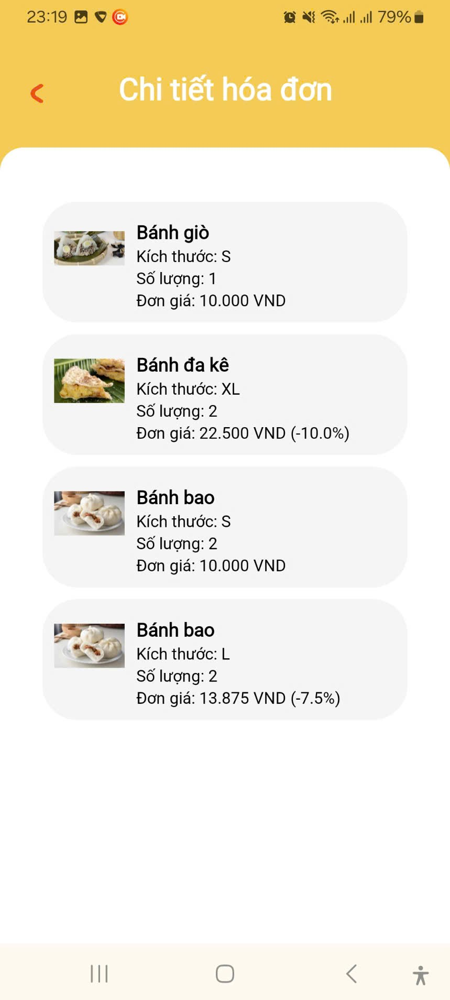 23:19
79%
Chi tiết hóa đơn
Bánh giò
Kích thước: S
Số lượng: 1
Đơn giá: 10.000 VND
Bánh đa kê
Kích thước: XL
Số lượng: 2
Đơn giá: 22.500 VND (-10.0%)
Bánh bao
Kích thước: S
Số lượng: 2
Đơn giá: 10.000 VND
Bánh bao
Kích thước: L
Số lượng: 2
Đơn giá: 13.875 VND (-7.5%)